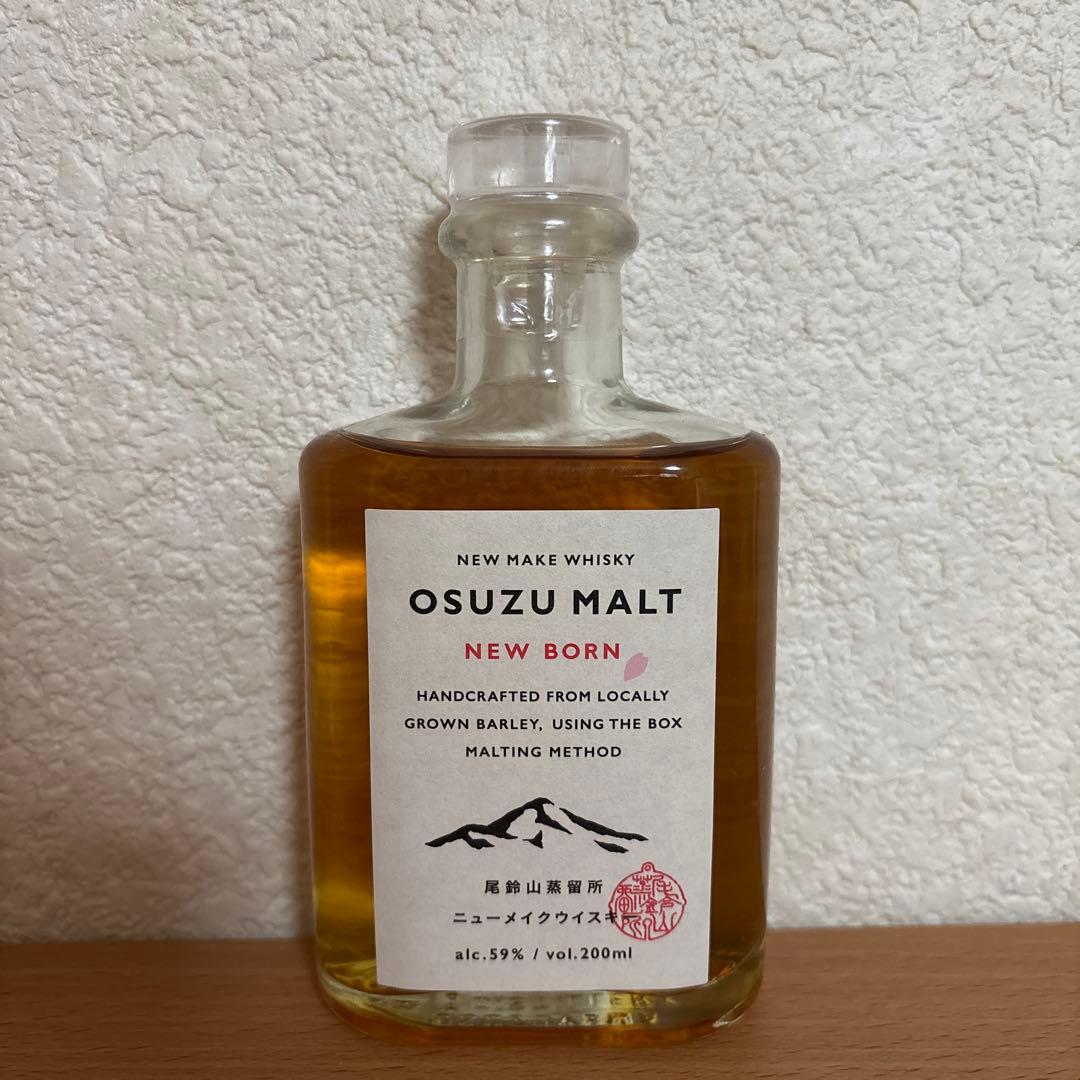 NEW MAKE WHISKY
OSUZU MALT
NEW BORN
HANDCRAFTED FROM LOCALLY
GROWN BARLEY, USING THE BOX
MALTING METHOD
尾鈴山蒸留所
ニューメイクウイスキー
alc.59% / vol.200ml